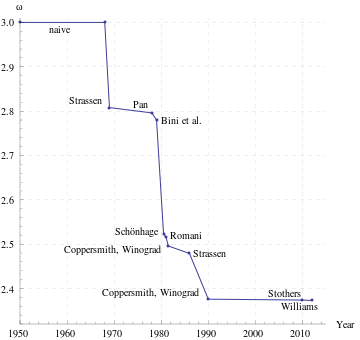 ω
3.0
naive
2.9
2.8
Strassen
Pan
Bini et al.
2.7
2.6
Schönhage
Romani
2.5
Coppersmith, Winograd
Strassen
2.4
Coppersmith, Winograd
Stothers
Williams
Year
1950 1960 1970 1980 1990 2000 2010